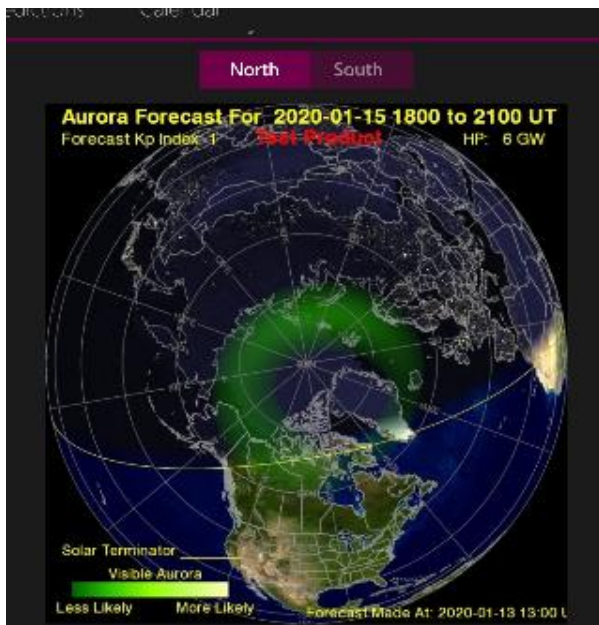 North South
Aurora Forecast For 2020-01-15 1800 to 2100 UT
Forecast Kp Index 1 Test Product HP: 6 GW
Solar Terminator
Visible Aurora
Less Likely More Likely
Forecast Made At: 2020-01-13 13:00 U